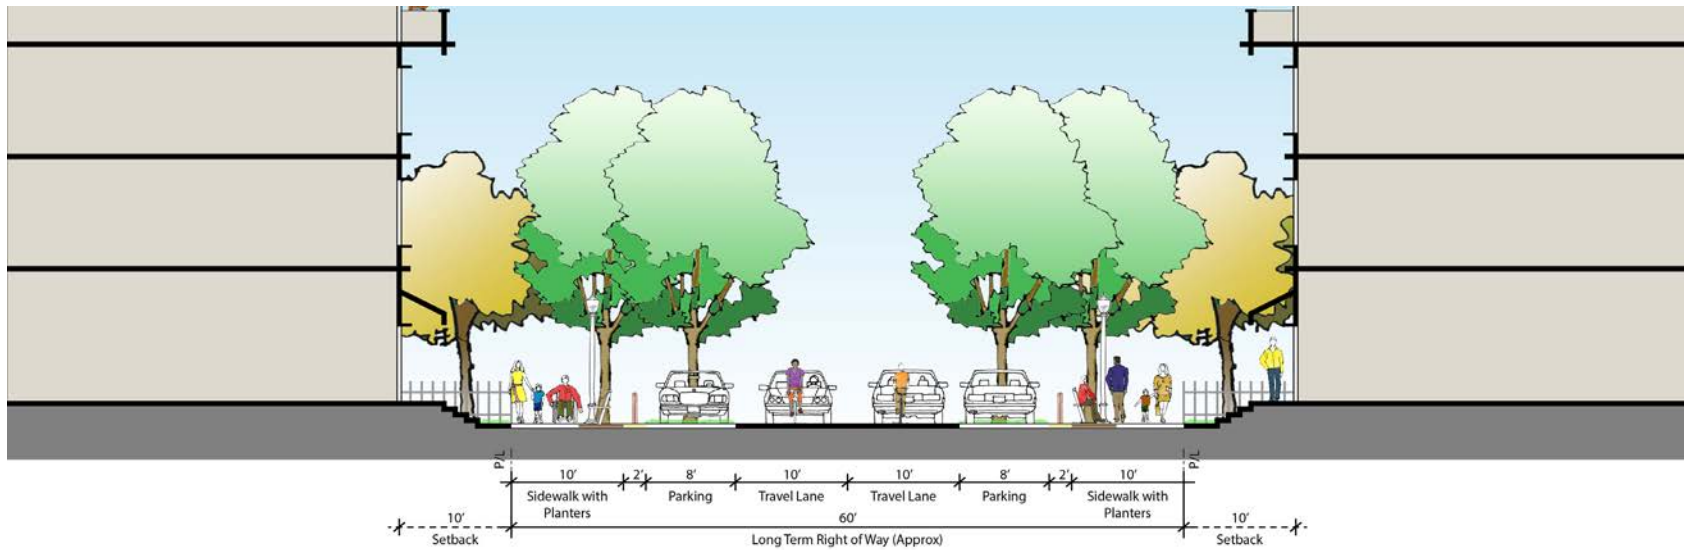 P/L
P/L
10' 2' 8' 10' 10' 8' 2' 10'
Sidewalk with Planters
Parking
Travel Lane
Travel Lane
Parking
Sidewalk with Planters
10' 60' 10'
Setback
Long Term Right of Way (Approx)
Setback